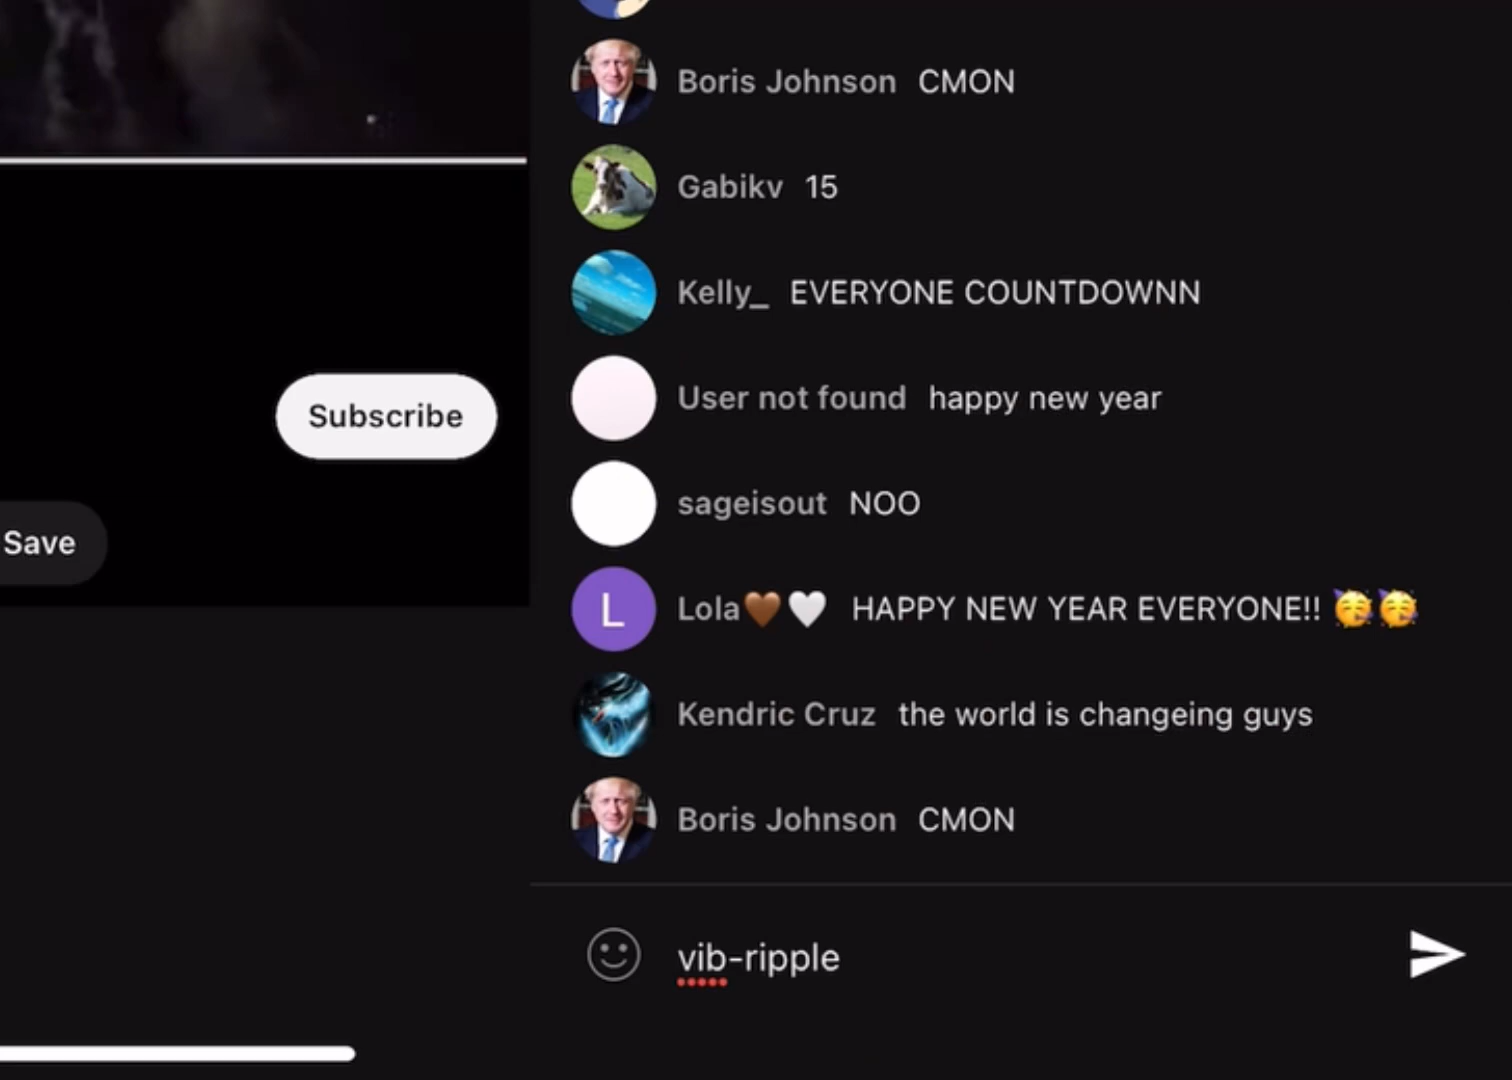 Boris Johnson CMON
Gabikv 15
Kelly_ EVERYONE COUNTDOWNN
User not found happy new year
Subscribe
sageisout NOO
Save
L
Lola🤎🤍 HAPPY NEW YEAR EVERYONE!! 🥳🥳
Kendric Cruz the world is changeing guys
Boris Johnson CMON
vib-ripple